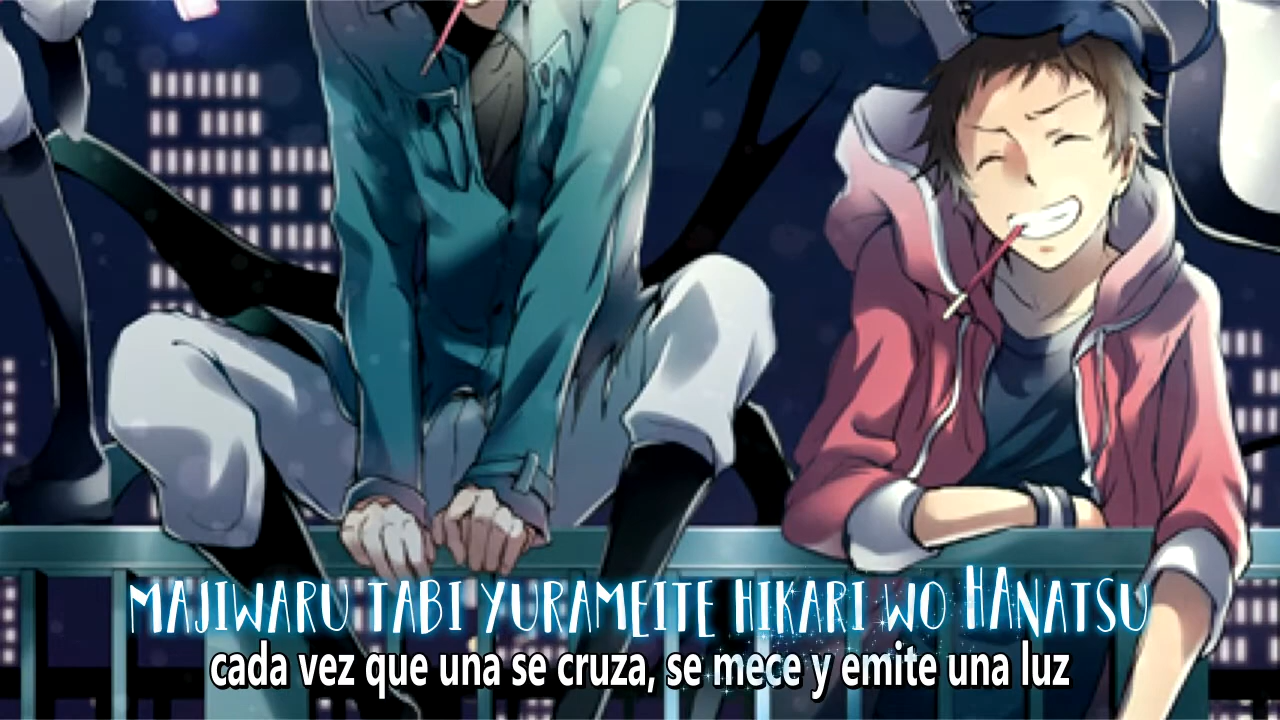 MAJIWARU TABI YURAMEITE HIKARI WO HANATSU
cada vez que una se cruza, se mece y emite una luz